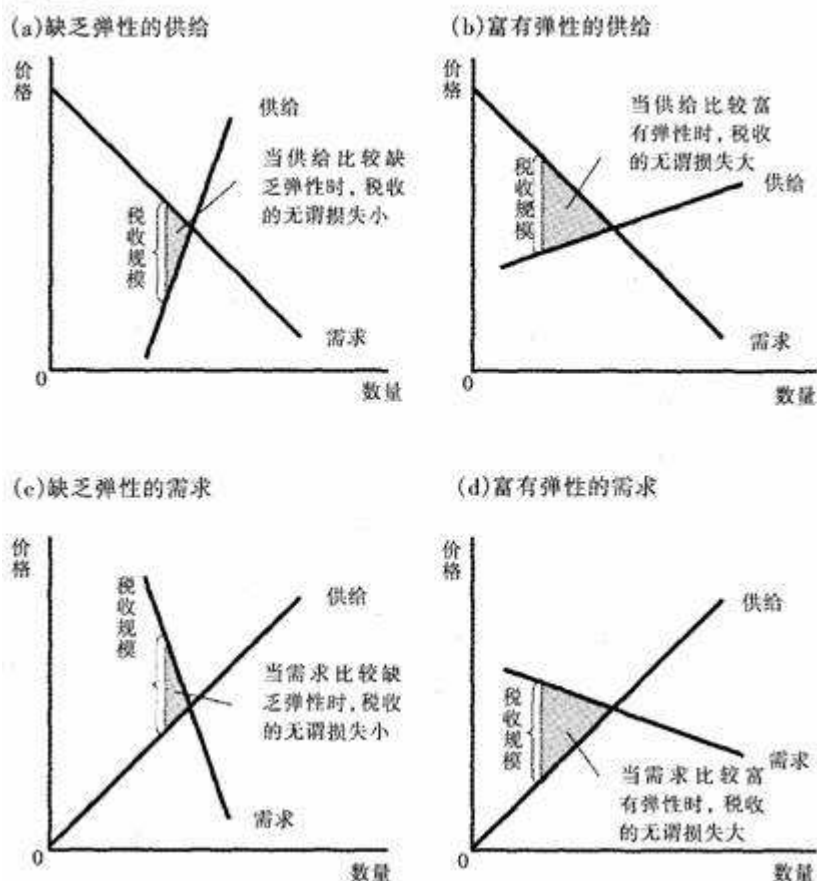 (a)缺乏弹性的供给
价格
供给
当供给比较缺
乏弹性时，税收
的无谓损失小
税收规模
需求
0
数量
(b)富有弹性的供给
价格
当供给比较富
有弹性时，税收
的无谓损失大
税收规模
供给
需求
0
数量
(c)缺乏弹性的需求
价格
税收规模
供给
当需求比较缺
乏弹性时，税收
的无谓损失小
需求
0
数量
(d)富有弹性的需求
价格
供给
税收规模
需求
当需求比较富
有弹性时，税收
的无谓损失大
0
数量